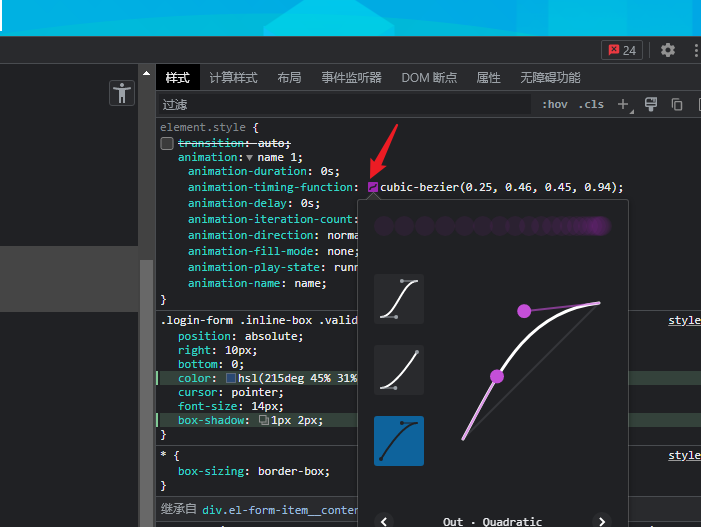 24
样式 计算样式 布局 事件监听器 DOM 断点 属性 无障碍功能
过滤 :hov .cls
element.style {
transition: auto;
animation: name 1;
animation-duration: 0s;
animation-timing-function: cubic-bezier(0.25, 0.46, 0.45, 0.94);
animation-delay: 0s;
animation-iteration-count:
animation-direction: norma
animation-fill-mode: none;
animation-play-state: runn
animation-name: name;
}
.login-form .inline-box .valid style
position: absolute;
right: 10px;
bottom: 0;
color: hsl(215deg 45% 31%
cursor: pointer;
font-size: 14px;
box-shadow: 1px 2px;
}
* { style
box-sizing: border-box;
}
继承自 div.el-form-item__conter
Out · Quadratic